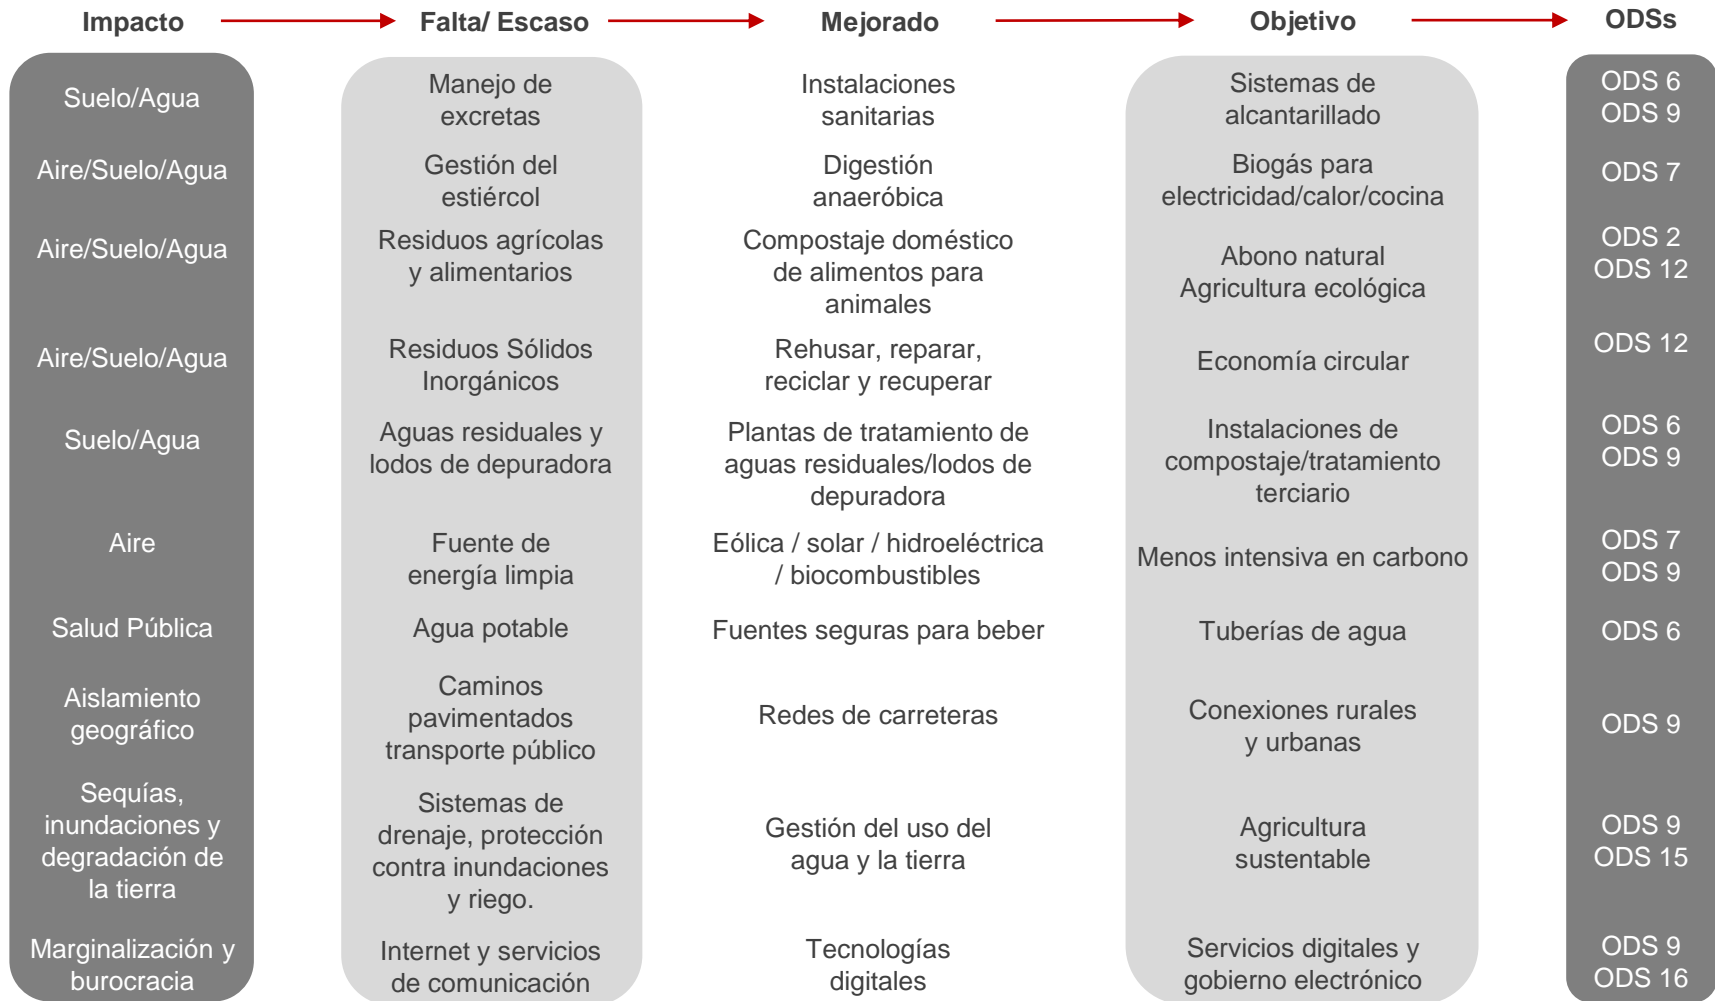 Impacto Falta/ Escaso Mejorado Objetivo ODSs
Suelo/Agua
Manejo de
excretas
Instalaciones
sanitarias
Sistemas de
alcantarillado
ODS 6
ODS 9
Aire/Suelo/Agua
Gestión del
estiércol
Digestión
anaeróbica
Biogás para
electricidad/calor/cocina
ODS 7
Aire/Suelo/Agua
Residuos agrícolas
y alimentarios
Compostaje doméstico
de alimentos para
animales
Abono natural
Agricultura ecológica
ODS 2
ODS 12
Aire/Suelo/Agua
Residuos Sólidos
Inorgánicos
Rehusar, reparar,
reciclar y recuperar
Economía circular
ODS 12
Suelo/Agua
Aguas residuales y
lodos de depuradora
Plantas de tratamiento de
aguas residuales/lodos de
depuradora
Instalaciones de
compostaje/tratamiento
terciario
ODS 6
ODS 9
Aire
Fuente de
energía limpia
Eólica / solar / hidroeléctrica
/ biocombustibles
Menos intensiva en carbono
ODS 7
ODS 9
Salud Pública
Agua potable
Fuentes seguras para beber
Tuberías de agua
ODS 6
Aislamiento
geográfico
Caminos
pavimentados
transporte público
Redes de carreteras
Conexiones rurales
y urbanas
ODS 9
Sequías,
inundaciones y
degradación de
la tierra
Sistemas de
drenaje, protección
contra inundaciones
y riego.
Gestión del uso del
agua y la tierra
Agricultura
sustentable
ODS 9
ODS 15
Marginalización y
burocracia
Internet y servicios
de comunicación
Tecnologías
digitales
Servicios digitales y
gobierno electrónico
ODS 9
ODS 16